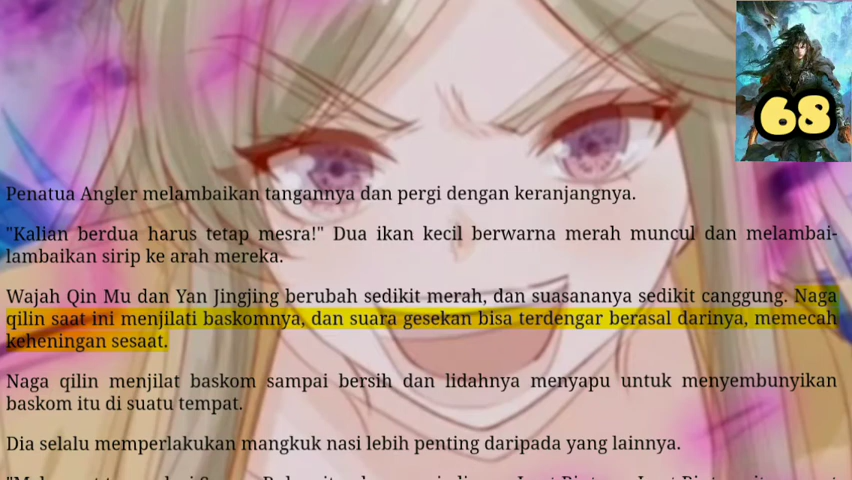 68
Penatua Angler melambaikan tangannya dan pergi dengan keranjangnya.
"Kalian berdua harus tetap mesra!" Dua ikan kecil berwarna merah muncul dan melambai-
lambaikan sirip ke arah mereka.
Wajah Qin Mu dan Yan Jingjing berubah sedikit merah, dan suasananya sedikit canggung. Naga
qilin saat ini menjilati baskomnya, dan suara gesekan bisa terdengar berasal darinya, memecah
keheningan sesaat.
Naga qilin menjilat baskom sampai bersih dan lidahnya menyapu untuk menyembunyikan
baskom itu di suatu tempat.
Dia selalu memperlakukan mangkuk nasi lebih penting daripada yang lainnya.